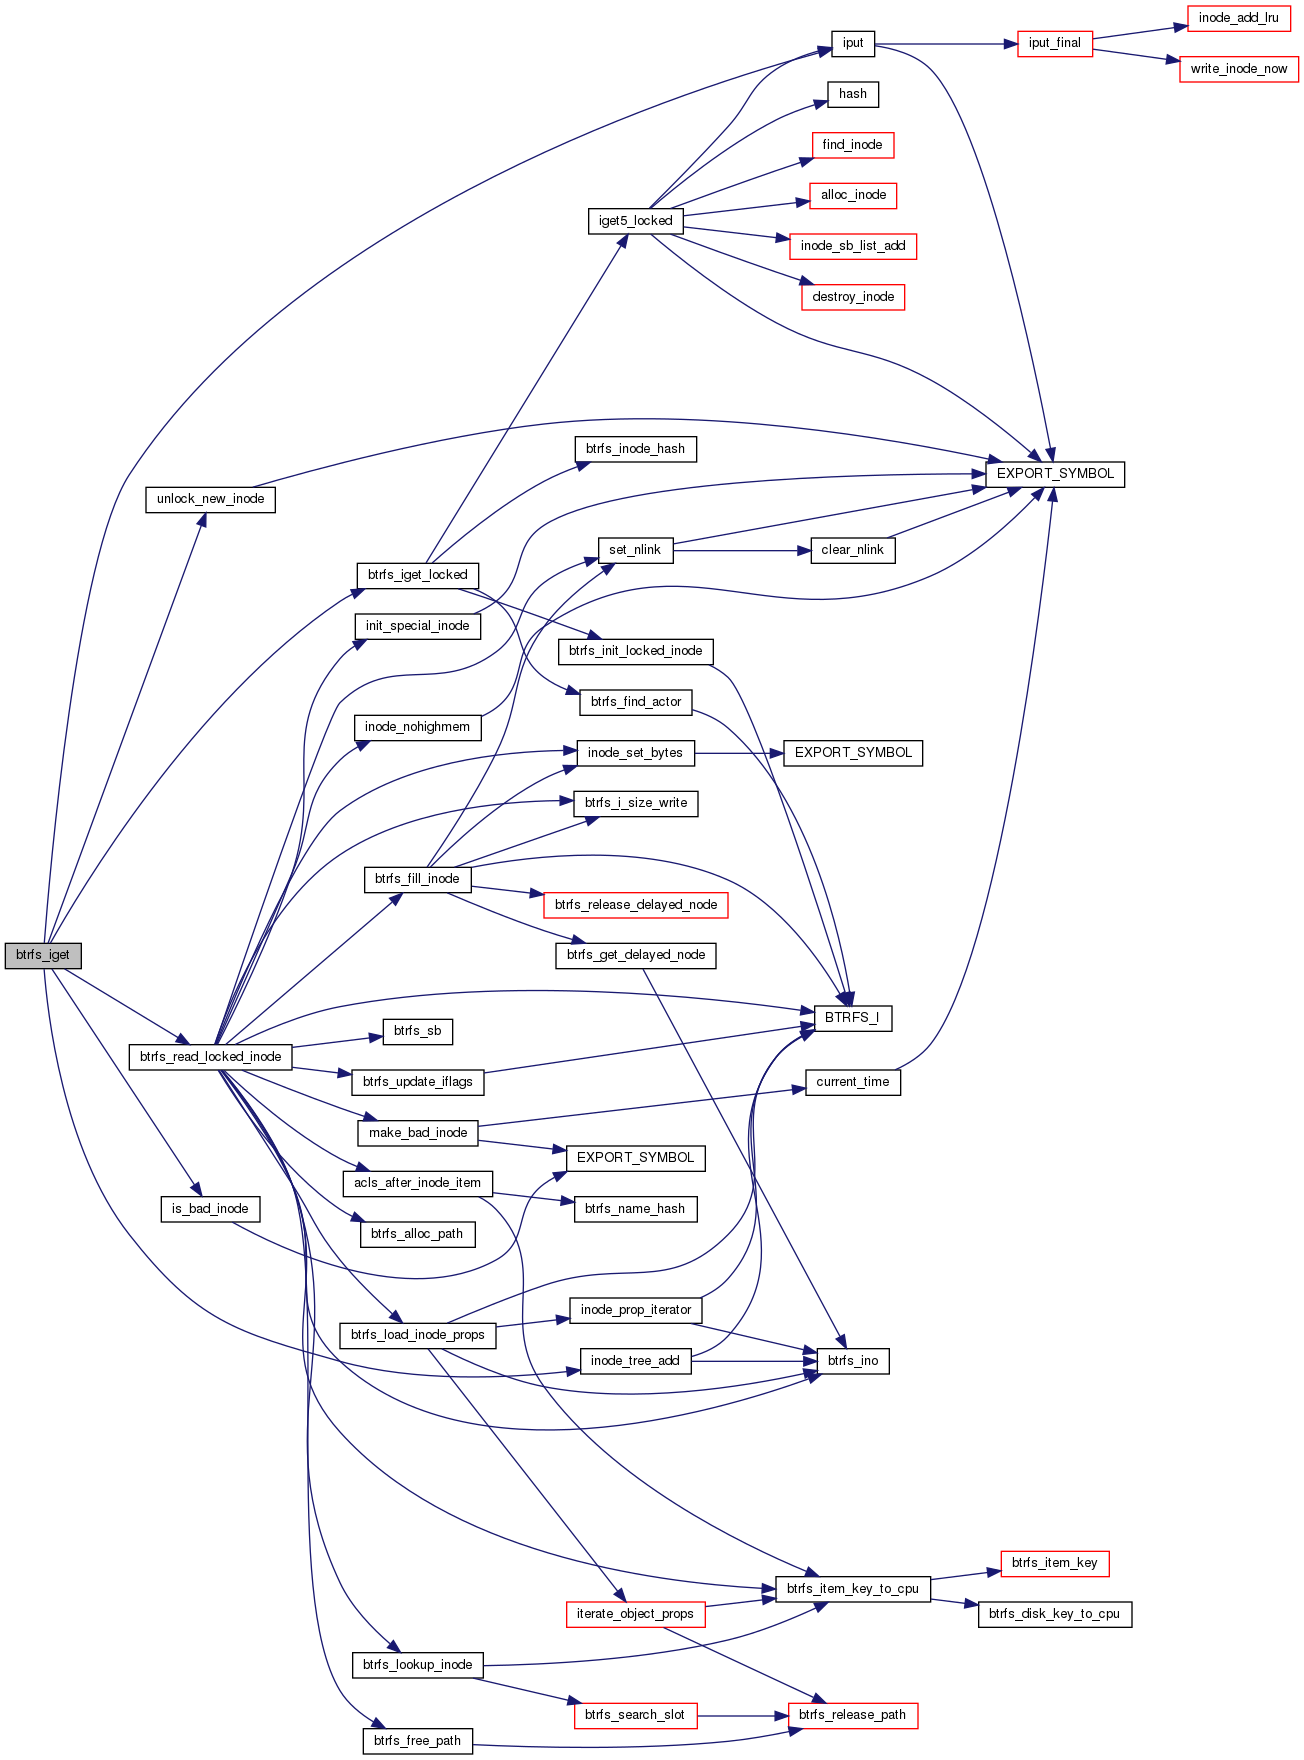 inode_add_lru
iput
iput_final
write_inode_now
hash
find_inode
alloc_inode
iget5_locked
inode_sb_list_add
destroy_inode
btrfs_inode_hash
EXPORT_SYMBOL
unlock_new_inode
set_nlink
clear_nlink
btrfs_iget_locked
init_special_inode
btrfs_init_locked_inode
btrfs_find_actor
inode_nohighmem
inode_set_bytes
EXPORT_SYMBOL
btrfs_i_size_write
btrfs_fill_inode
btrfs_release_delayed_node
btrfs_iget
btrfs_get_delayed_node
BTRFS_I
btrfs_sb
btrfs_read_locked_inode
btrfs_update_iflags
current_time
make_bad_inode
EXPORT_SYMBOL
acls_after_inode_item
is_bad_inode
btrfs_name_hash
btrfs_alloc_path
inode_prop_iterator
btrfs_load_inode_props
inode_tree_add
btrfs_ino
btrfs_item_key
btrfs_item_key_to_cpu
iterate_object_props
btrfs_disk_key_to_cpu
btrfs_lookup_inode
btrfs_search_slot
btrfs_release_path
btrfs_free_path